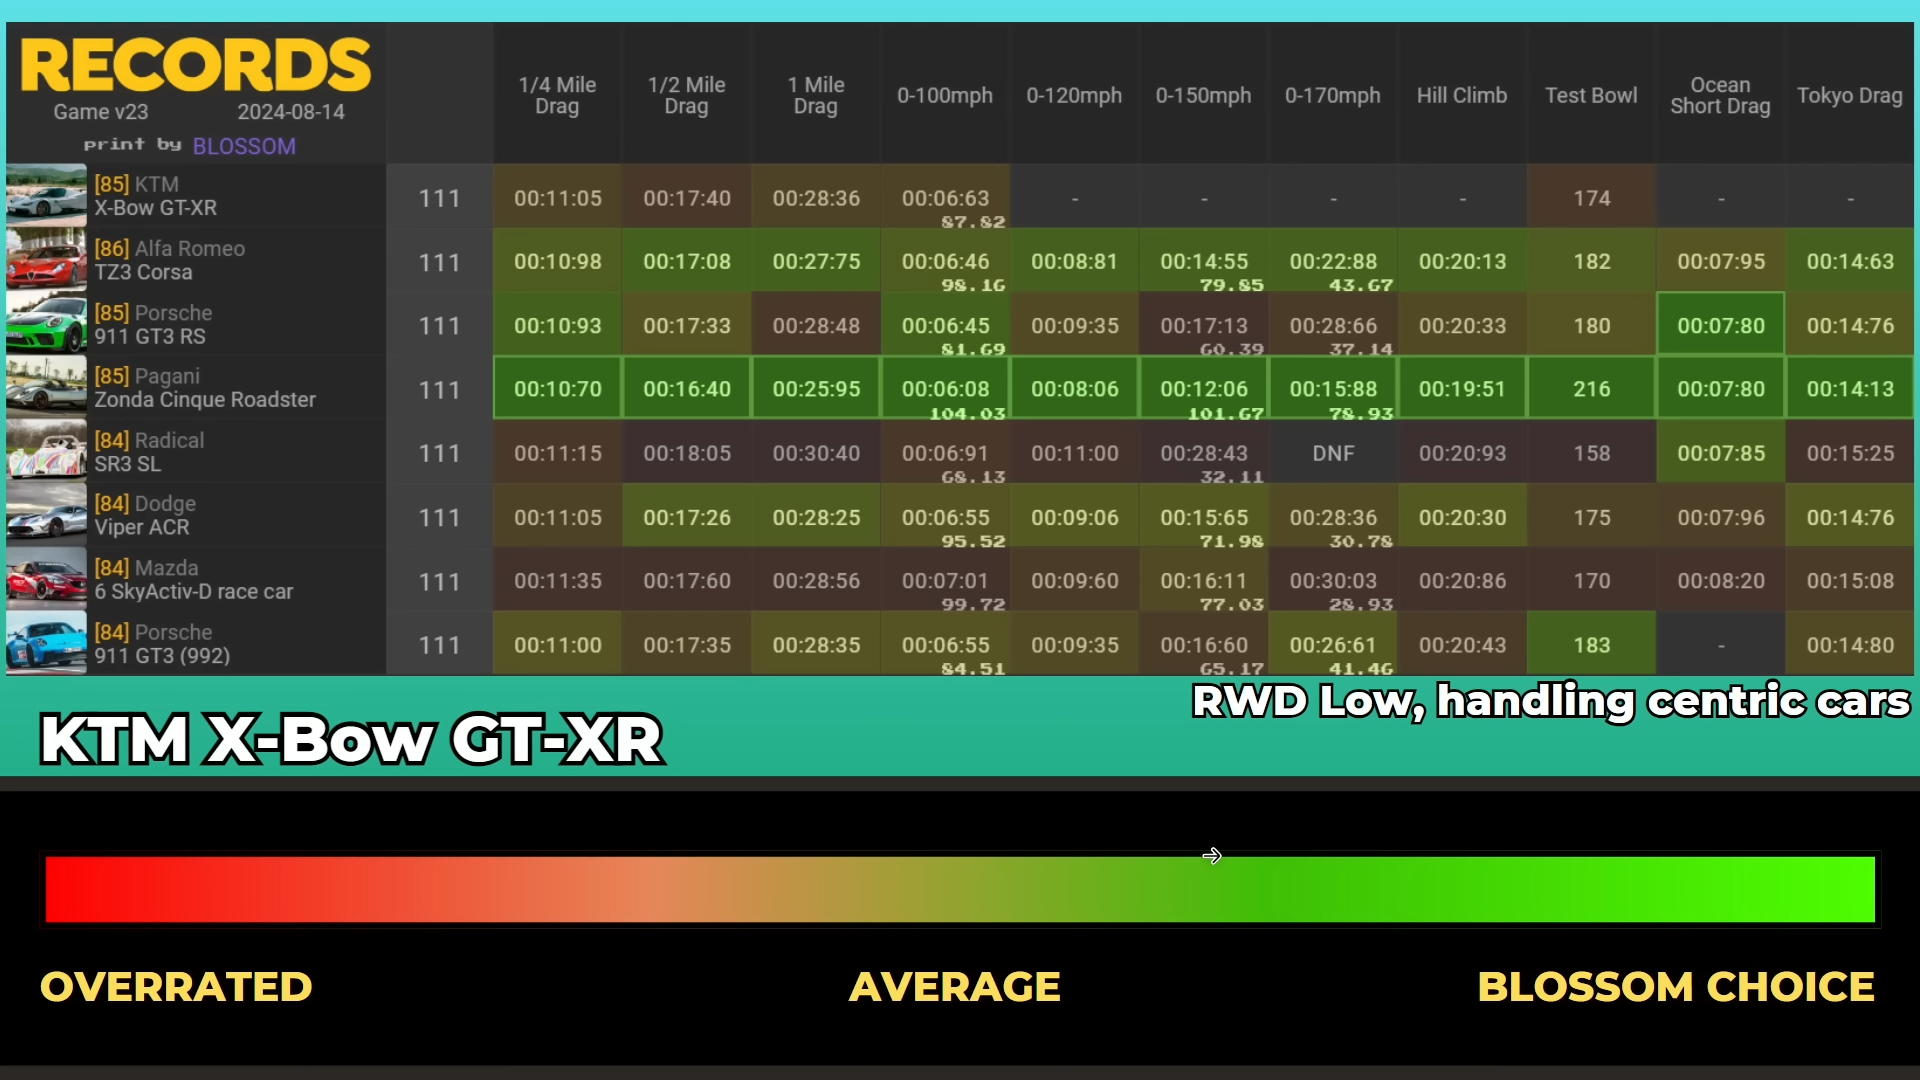 RECORDS
Game v23 2024-08-14
print by BLOSSOM
1/4 Mile Drag 1/2 Mile Drag 1 Mile Drag 0-100mph 0-120mph 0-150mph 0-170mph Hill Climb Test Bowl Ocean Short Drag Tokyo Drag
[85] KTM
X-Bow GT-XR
111 00:11:05 00:17:40 00:28:36 00:06:63 - - - - 174 - -
87.82
[86] Alfa Romeo
TZ3 Corsa
111 00:10:98 00:17:08 00:27:75 00:06:46 00:08:81 00:14:55 00:22:88 00:20:13 182 00:07:95 00:14:63
98.16 79.85 43.67
[85] Porsche
911 GT3 RS
111 00:10:93 00:17:33 00:28:48 00:06:45 00:09:35 00:17:13 00:28:66 00:20:33 180 00:07:80 00:14:76
81.69 60.39 37.14
[85] Pagani
Zonda Cinque Roadster
111 00:10:70 00:16:40 00:25:95 00:06:08 00:08:06 00:12:06 00:15:88 00:19:51 216 00:07:80 00:14:13
104.03 101.67 78.93
[84] Radical
SR3 SL
111 00:11:15 00:18:05 00:30:40 00:06:91 00:11:00 00:28:43 DNF 00:20:93 158 00:07:85 00:15:25
68.13 32.11
[84] Dodge
Viper ACR
111 00:11:05 00:17:26 00:28:25 00:06:55 00:09:06 00:15:65 00:28:36 00:20:30 175 00:07:96 00:14:76
95.52 71.98 30.78
[84] Mazda
6 SkyActiv-D race car
111 00:11:35 00:17:60 00:28:56 00:07:01 00:09:60 00:16:11 00:30:03 00:20:86 170 00:08:20 00:15:08
99.72 77.03 28.93
[84] Porsche
911 GT3 (992)
111 00:11:00 00:17:35 00:28:35 00:06:55 00:09:35 00:16:60 00:26:61 00:20:43 183 - 00:14:80
84.51 65.17 41.46
RWD Low, handling centric cars
KTM X-Bow GT-XR
OVERRATED AVERAGE BLOSSOM CHOICE